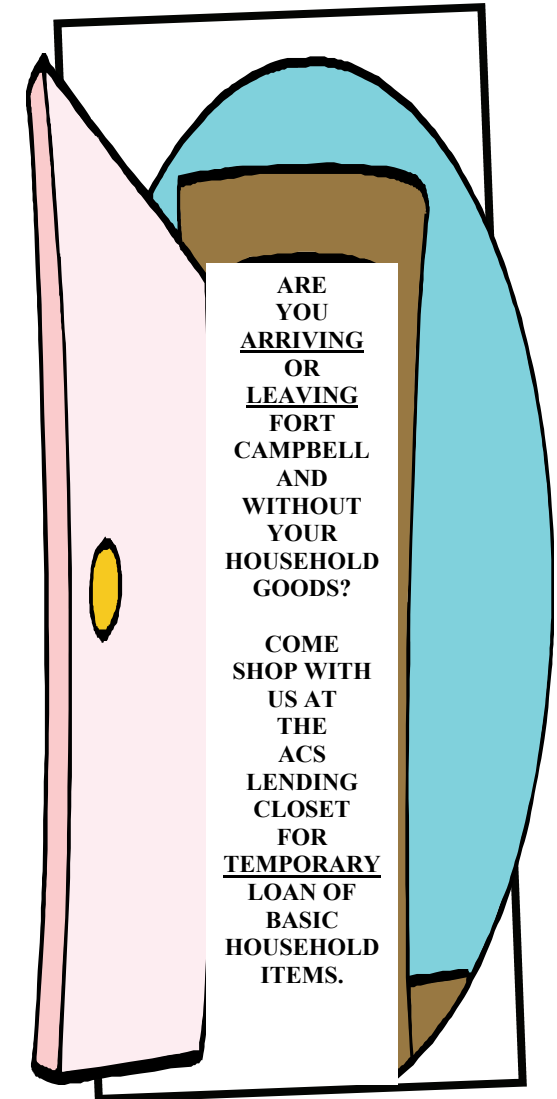 ARE
YOU
ARRIVING
OR
LEAVING
FORT
CAMPBELL
AND
WITHOUT
YOUR
HOUSEHOLD
GOODS?
COME
SHOP WITH
US AT
THE
ACS
LENDING
CLOSET
FOR
TEMPORARY
LOAN OF
BASIC
HOUSEHOLD
ITEMS.